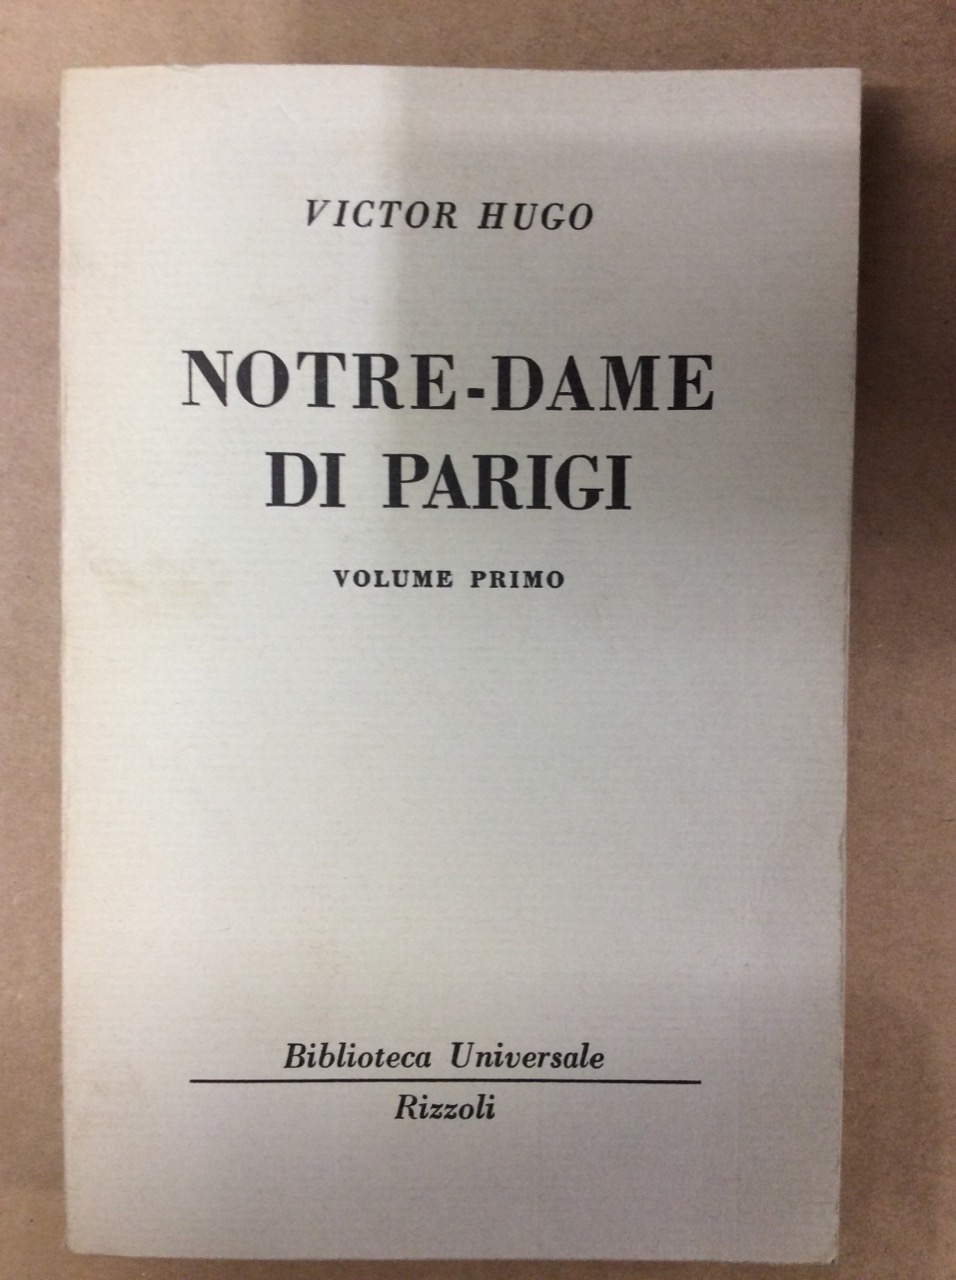 VICTOR HUGO
NOTRE-DAME
DI PARIGI
VOLUME PRIMO
Biblioteca Universale
Rizzoli